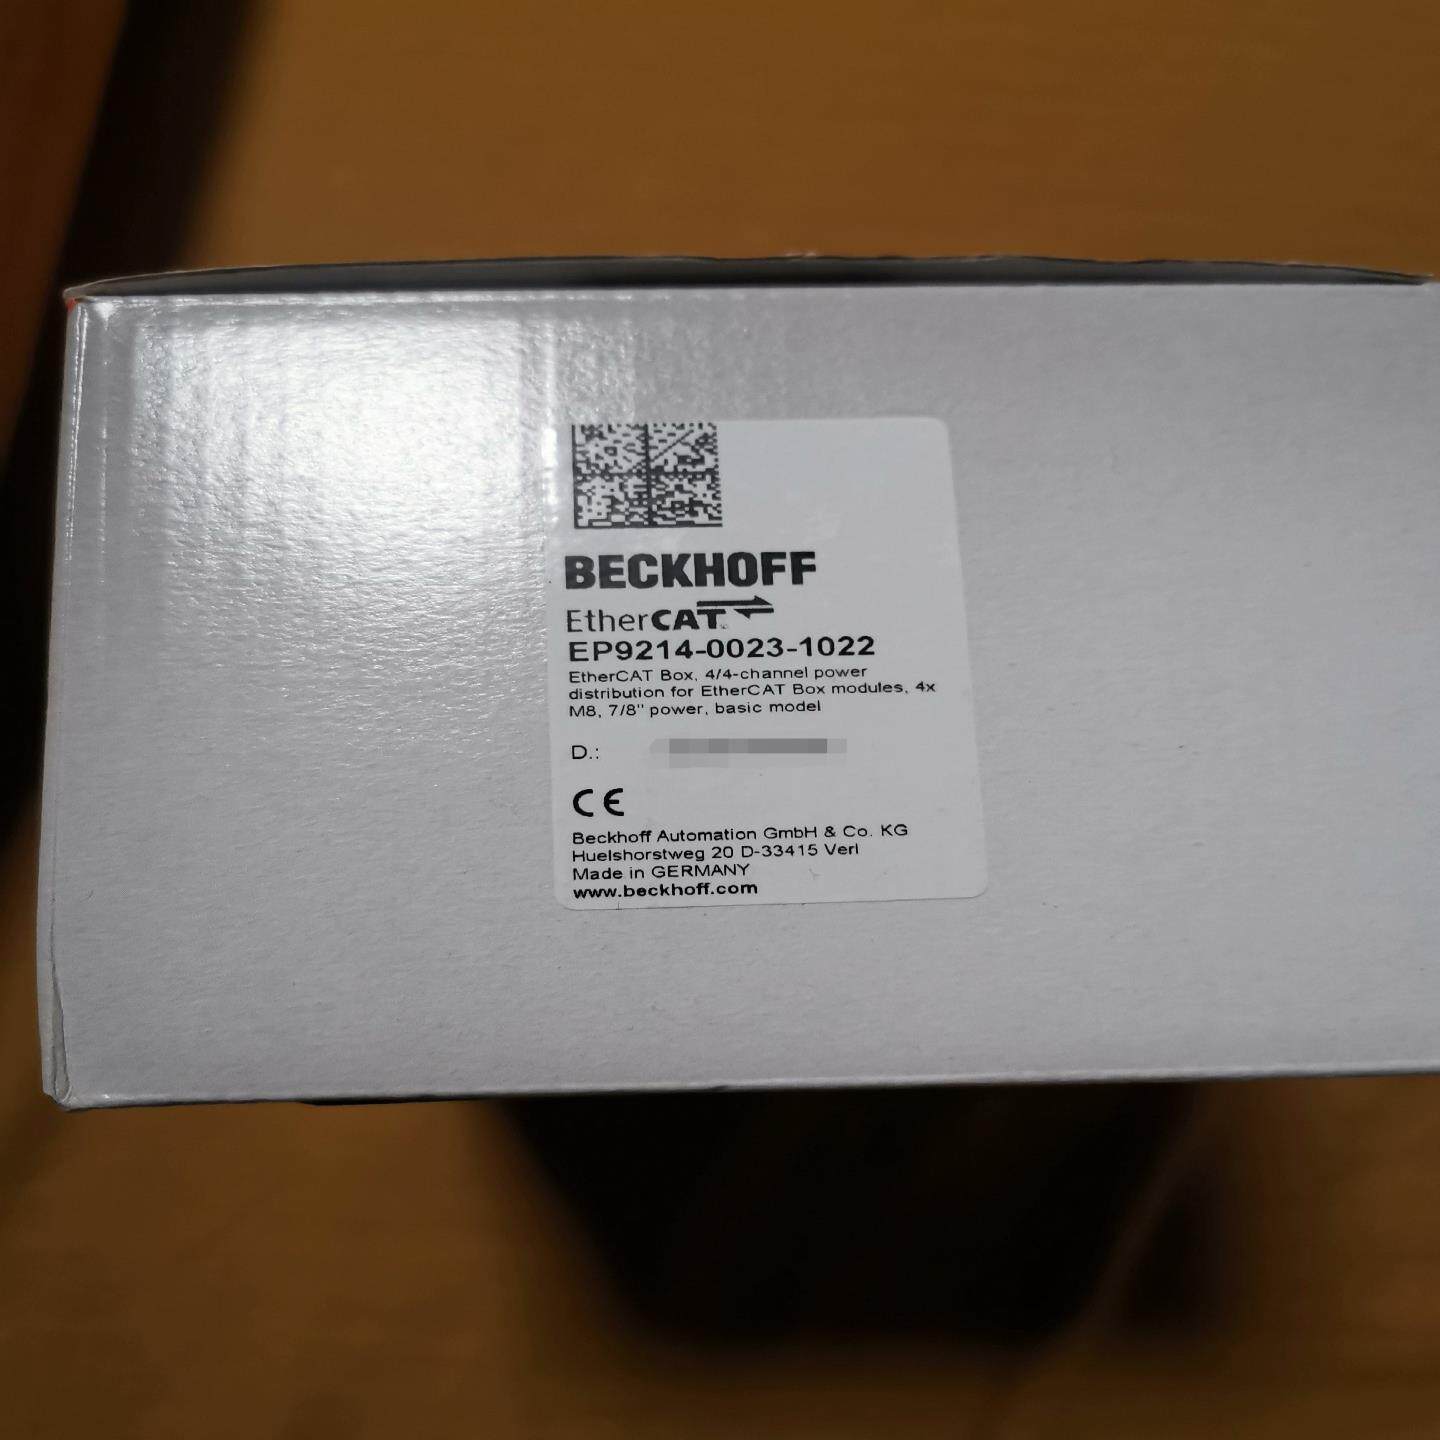 BECKHOFF
EtherCAT
EP9214-0023-1022
EtherCAT Box, 4/4-channel power
distribution for EtherCAT Box modules, 4x
M8, 7/8" power, basic model
D.:
CE
Beckhoff Automation GmbH & Co. KG
Huelshorstweg 20 D-33415 Verl
Made in GERMANY
www.beckhoff.com